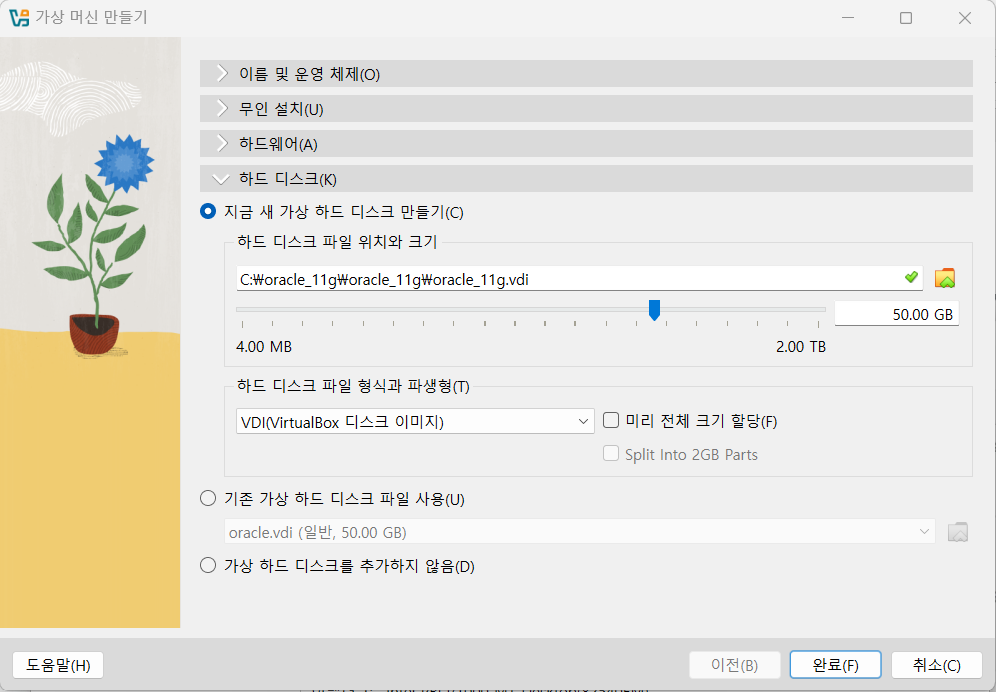 가상 머신 만들기
이름 및 운영 체제(O)
무인 설치(U)
하드웨어(A)
하드 디스크(K)
지금 새 가상 하드 디스크 만들기(C)
하드 디스크 파일 위치와 크기
C:₩oracle_11g₩oracle_11g₩oracle_11g.vdi
50.00 GB
4.00 MB 2.00 TB
하드 디스크 파일 형식과 파생형(T)
VDI(VirtualBox 디스크 이미지) 미리 전체 크기 할당(F)
Split Into 2GB Parts
기존 가상 하드 디스크 파일 사용(U)
oracle.vdi (일반, 50.00 GB)
가상 하드 디스크를 추가하지 않음(D)
도움말(H) 이전(B) 완료(F) 취소(C)